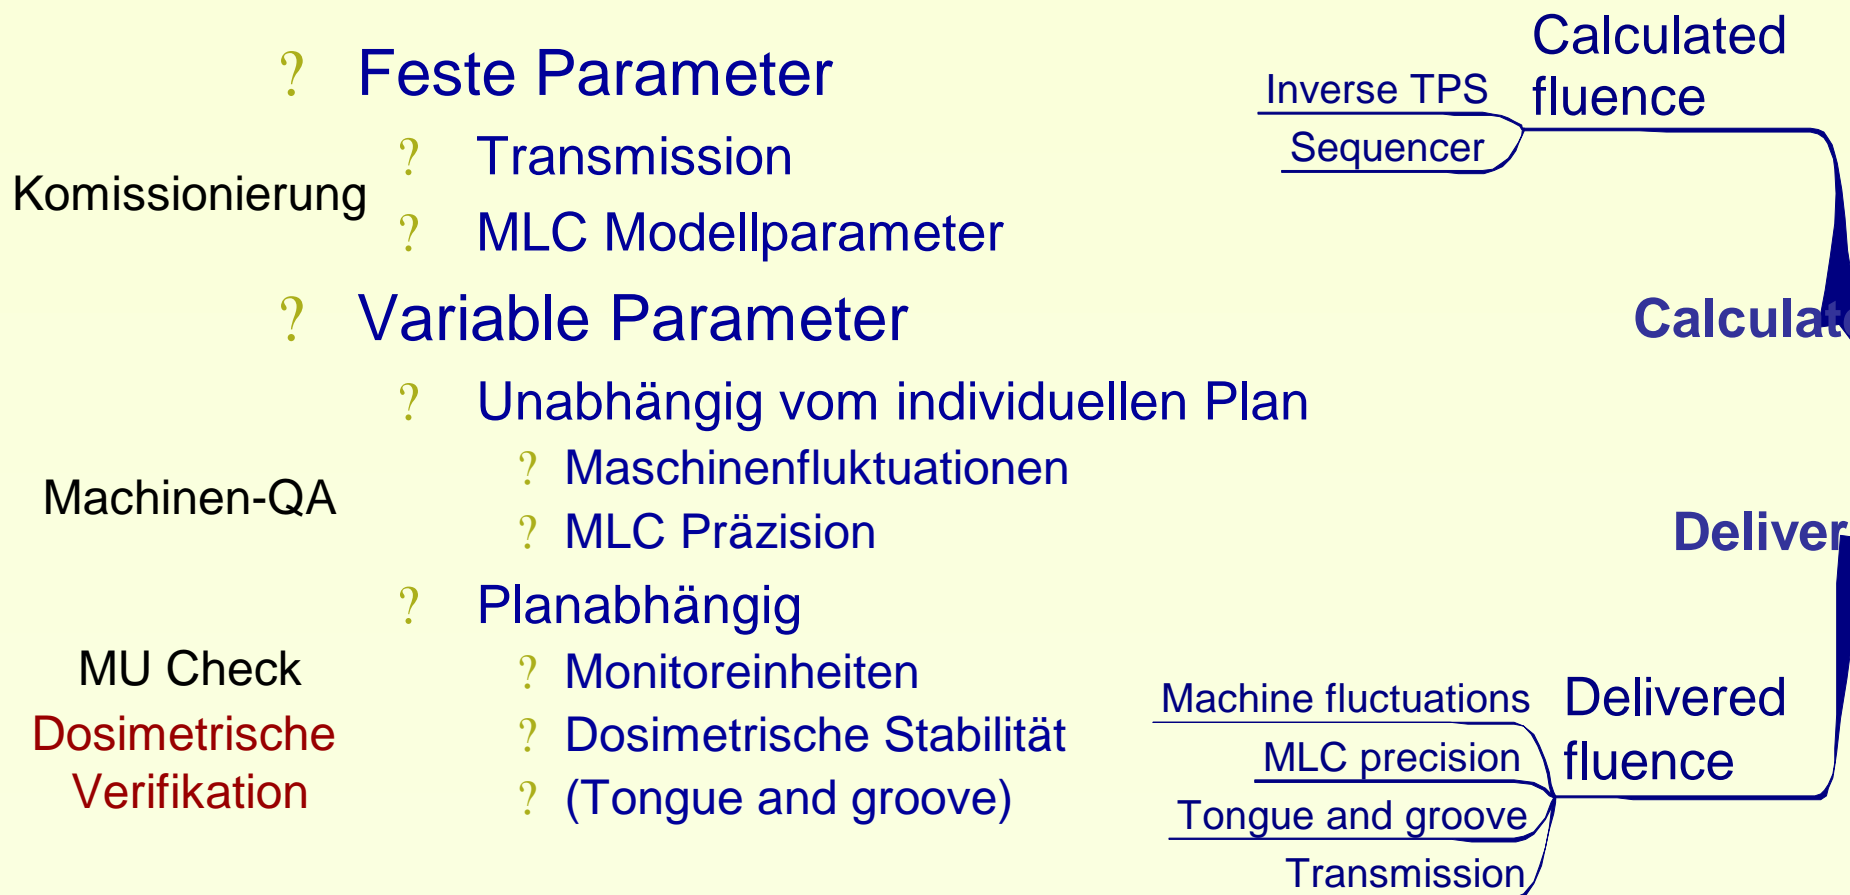 ? Feste Parameter
? Transmission
Komissionierung
? MLC Modellparameter
? Variable Parameter
? Unabhängig vom individuellen Plan
? Maschinenfluktuationen
Machinen-QA
? MLC Präzision
? Planabhängig
MU Check
? Monitoreinheiten
Dosimetrische
Verifikation
? Dosimetrische Stabilität
? (Tongue and groove)
Calculated
fluence
Inverse TPS
Sequencer
Calculate
Deliver
Machine fluctuations
MLC precision
Tongue and groove
Transmission
Delivered
fluence